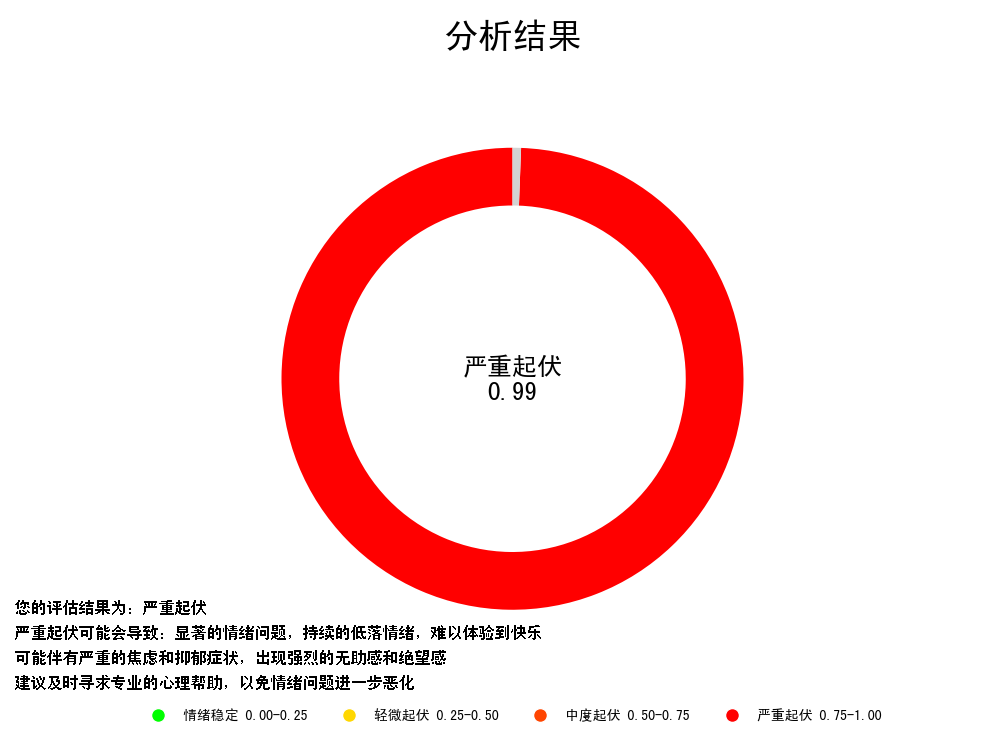 分析结果
严重起伏
0.99
您的评估结果为：严重起伏
严重起伏可能会导致：显著的情绪问题，持续的低落情绪，难以体验到快乐
可能伴有严重的焦虑和抑郁症状，出现强烈的无助感和绝望感
建议及时寻求专业的心理帮助，以免情绪问题进一步恶化
情绪稳定 0.00-0.25 轻微起伏 0.25-0.50 中度起伏 0.50-0.75 严重起伏 0.75-1.00